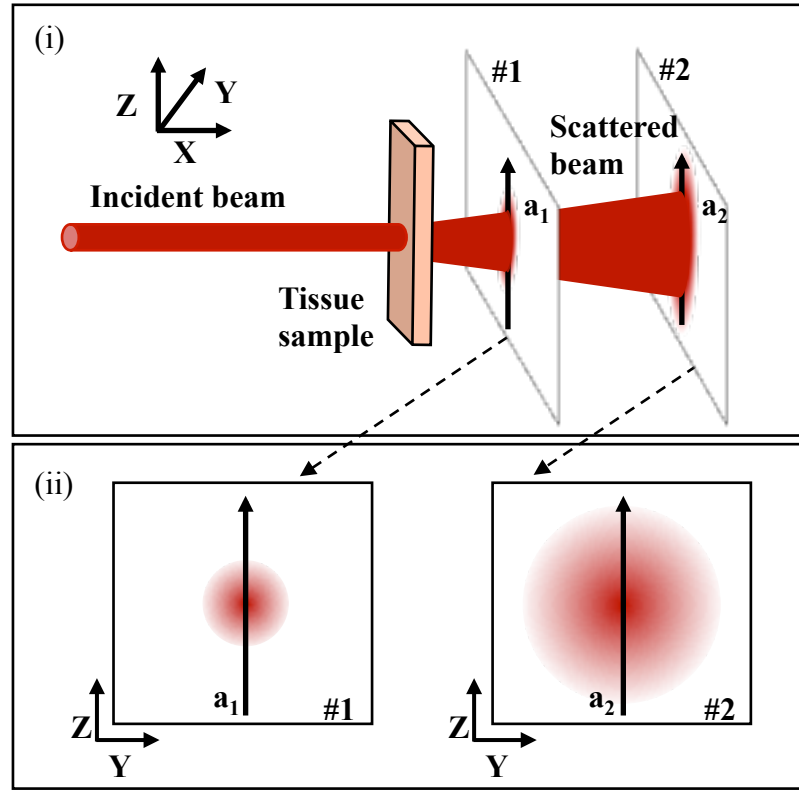 (i)
#1
#2
Z
Y
X
Scattered
beam
Incident beam
a₁
a₂
Tissue
sample
(ii)
a₁
#1
a₂
#2
Z
Y
Z
Y